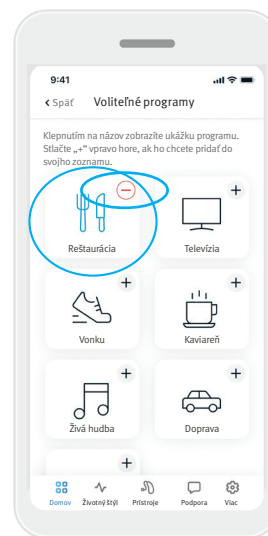 9:41
Späť Voliteľné programy
Klepnutím na názov zobrazíte ukážku programu.
Stlačte „+“ vpravo hore, ak ho chcete pridať do
svojho zoznamu.
Reštaurácia Televízia
Vonku Kaviareň
Živá hudba Doprava
Domov Životný štýl Prístroje Podpora Viac